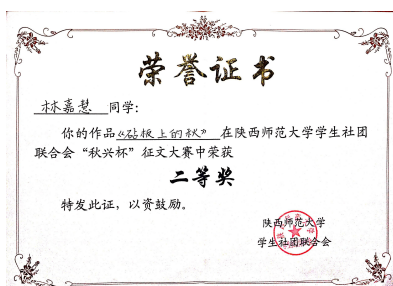 荣誉证书
林嘉慧 同学:
你的作品《砧板上的秋》在陕西师范大学学生社团
联合会“秋兴杯”征文大赛中荣获
二等奖
特发此证，以资鼓励。
陕西师范大学
学生社团联合会